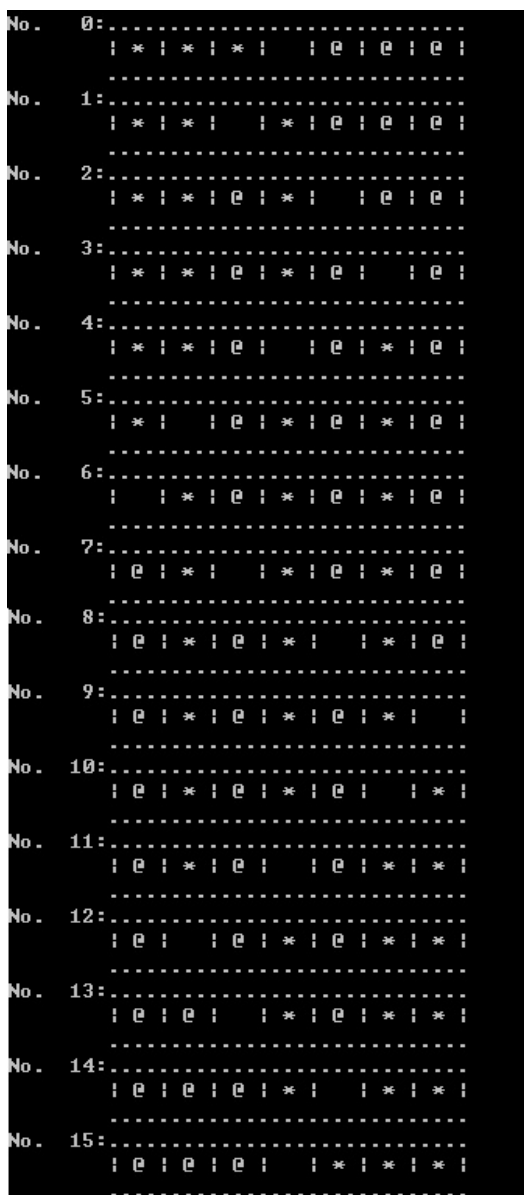 No.    0:.................................
         | * | * | * |   | @ | @ | @ |
         .................................
No.    1:.................................
         | * | * |   | * | @ | @ | @ |
         .................................
No.    2:.................................
         | * | * | @ | * |   | @ | @ |
         .................................
No.    3:.................................
         | * | * | @ | * | @ |   | @ |
         .................................
No.    4:.................................
         | * | * | @ |   | @ | * | @ |
         .................................
No.    5:.................................
         | * |   | @ | * | @ | * | @ |
         .................................
No.    6:.................................
         |   | * | @ | * | @ | * | @ |
         .................................
No.    7:.................................
         | @ | * |   | * | @ | * | @ |
         .................................
No.    8:.................................
         | @ | * | @ | * |   | * | @ |
         .................................
No.    9:.................................
         | @ | * | @ | * | @ | * |   |
         .................................
No.   10:.................................
         | @ | * | @ | * | @ |   | * |
         .................................
No.   11:.................................
         | @ | * | @ |   | @ | * | * |
         .................................
No.   12:.................................
         | @ |   | @ | * | @ | * | * |
         .................................
No.   13:.................................
         | @ | @ |   | * | @ | * | * |
         .................................
No.   14:.................................
         | @ | @ | @ | * |   | * | * |
         .................................
No.   15:.................................
         | @ | @ | @ |   | * | * | * |
         .................................